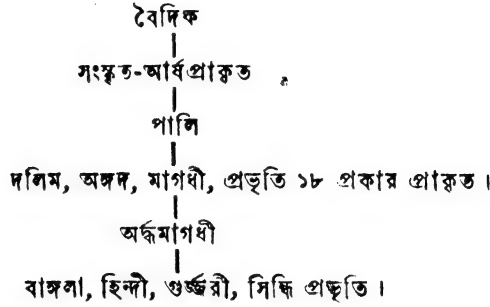 বৈদিক
সংস্কৃত-আর্ষপ্রাকৃত
পালি
দলিম, অঙ্গদ, মাগধী, প্রভৃতি ১৮ প্রকার প্রাকৃত।
অর্দ্ধমাগধী
বাঙ্গলা, হিন্দী, গুর্জ্জরী, সিন্ধি প্রভৃতি।